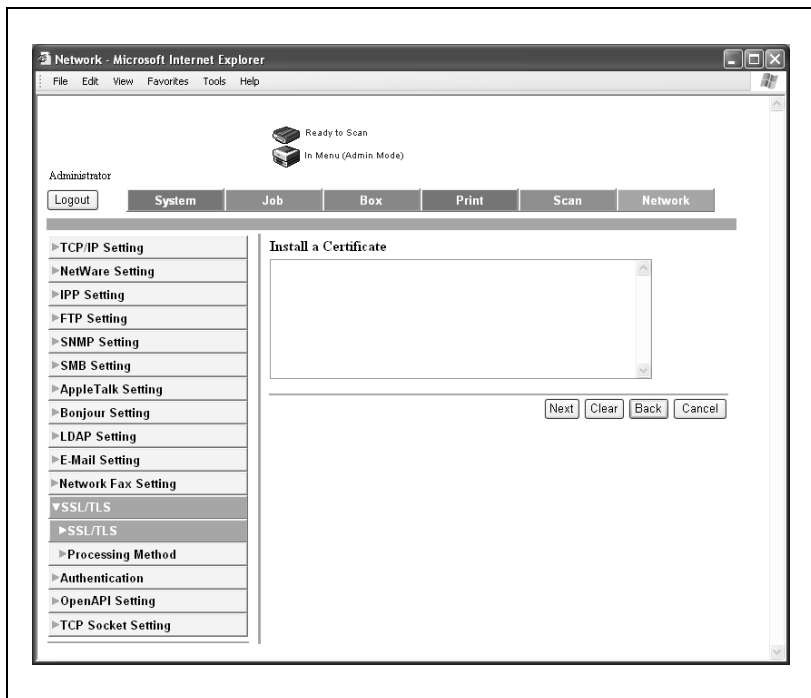 Network - Microsoft Internet Explorer
File Edit View Favorites Tools Help
Ready to Scan
In Menu (Admin Mode)
Administrator
Logout System Job Box Print Scan Network
TCP/IP Setting
NetWare Setting
IPP Setting
FTP Setting
SNMP Setting
SMB Setting
AppleTalk Setting
Bonjour Setting
LDAP Setting
E-Mail Setting
Network Fax Setting
SSL/TLS
SSL/TLS
Processing Method
Authentication
OpenAPI Setting
TCP Socket Setting
Install a Certificate
Next Clear Back Cancel